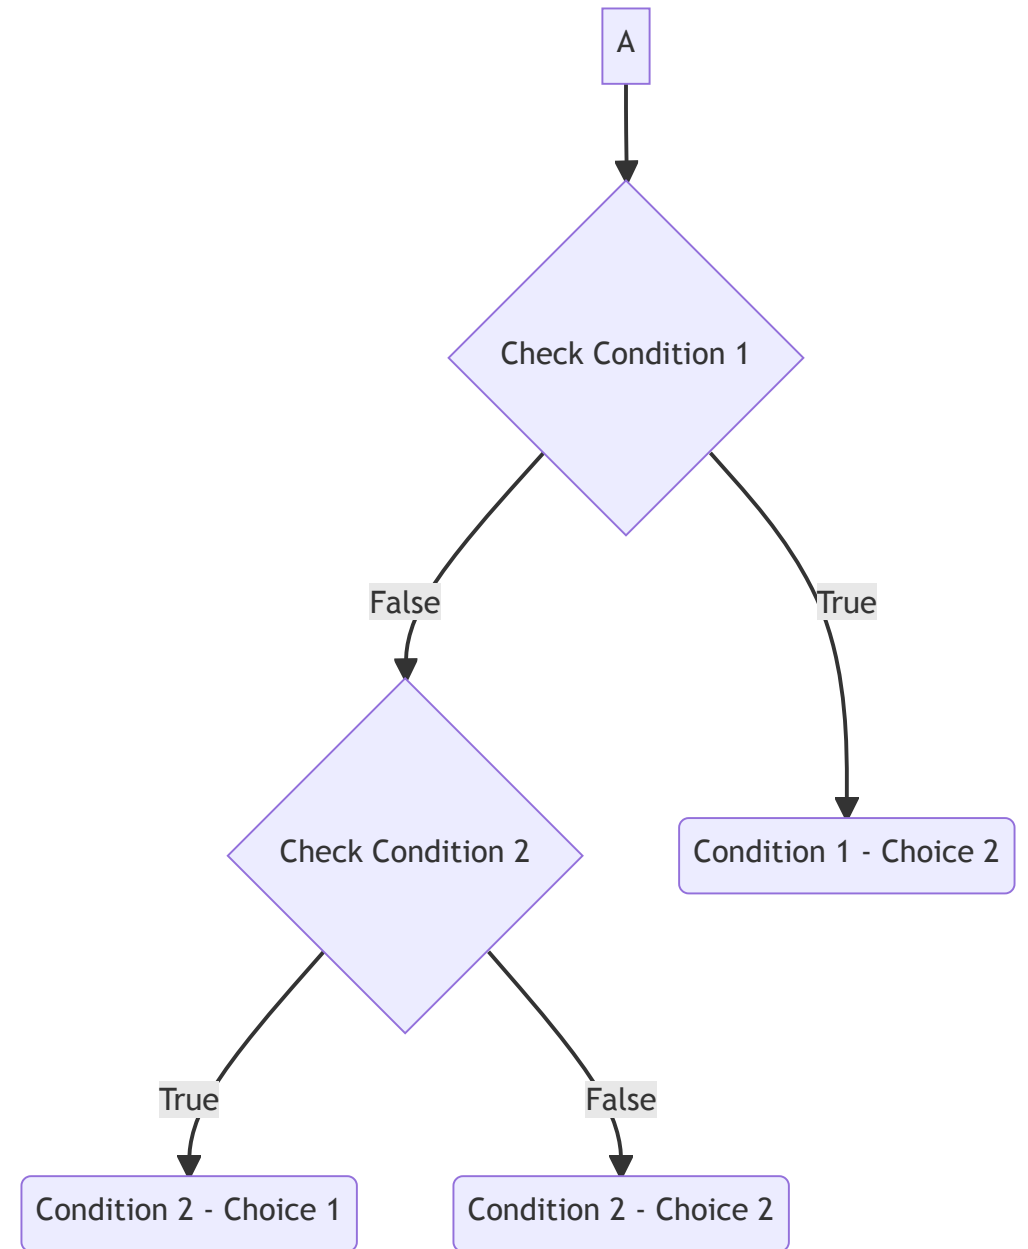 A
Check Condition 1
False
True
Check Condition 2
Condition 1 - Choice 2
True
False
Condition 2 - Choice 1
Condition 2 - Choice 2